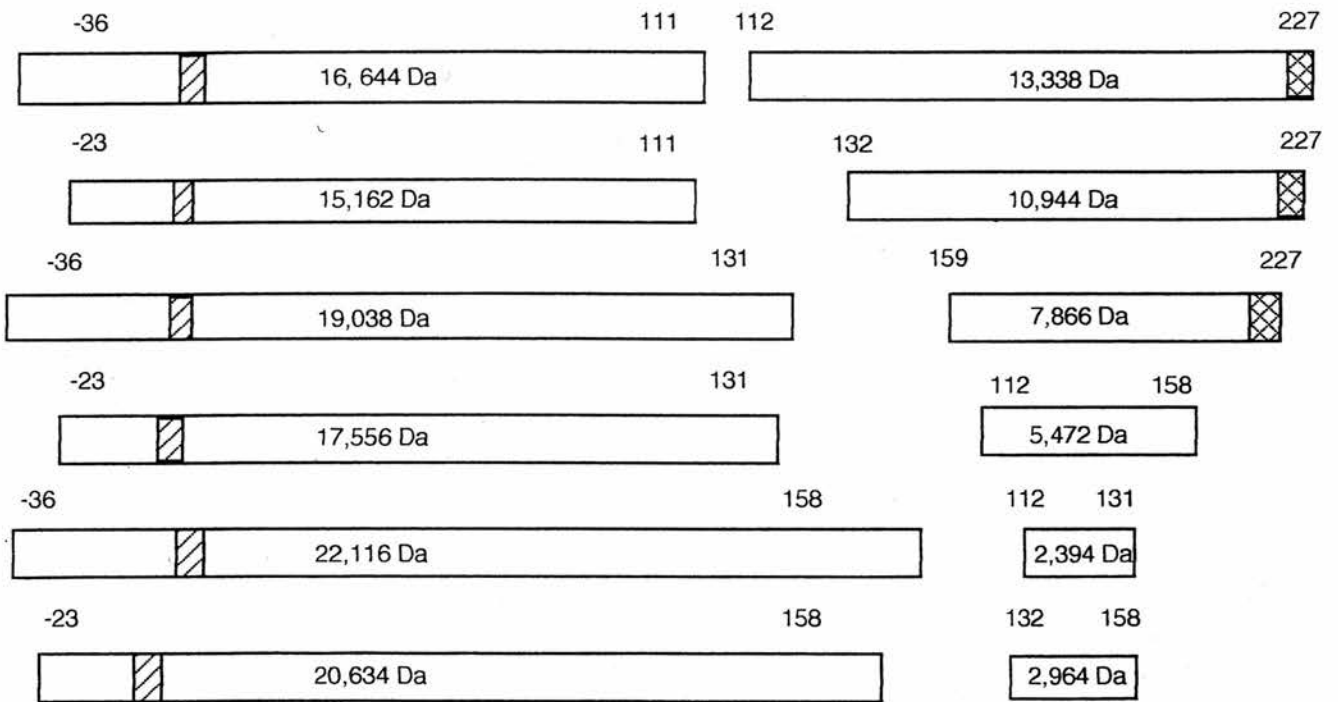 -36 111 112 227
16, 644 Da 13,338 Da
-23 111 132 227
15,162 Da 10,944 Da
-36 131 159 227
19,038 Da 7,866 Da
-23 131 112 158
17,556 Da 5,472 Da
-36 158 112 131
22,116 Da 2,394 Da
-23 158 132 158
20,634 Da 2,964 Da